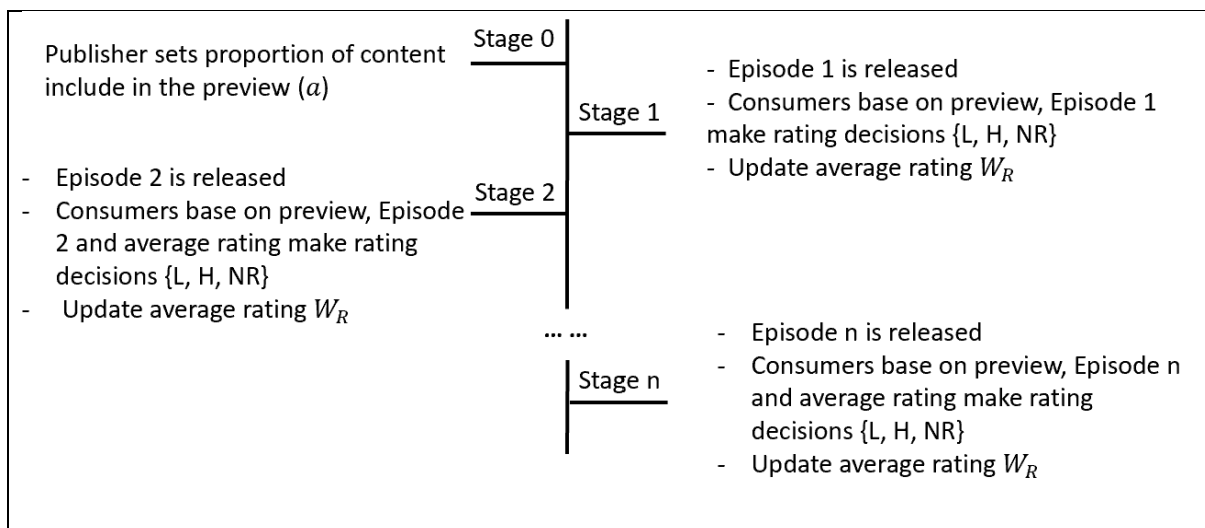 Publisher sets proportion of content
include in the preview (a)
Stage 0
Stage 1
- Episode 1 is released
- Consumers base on preview, Episode 1
make rating decisions {L, H, NR}
- Update average rating W_R
- Episode 2 is released
- Consumers base on preview, Episode
2 and average rating make rating
decisions {L, H, NR}
- Update average rating W_R
Stage 2
... ...
Stage n
- Episode n is released
- Consumers base on preview, Episode n
and average rating make rating
decisions {L, H, NR}
- Update average rating W_R